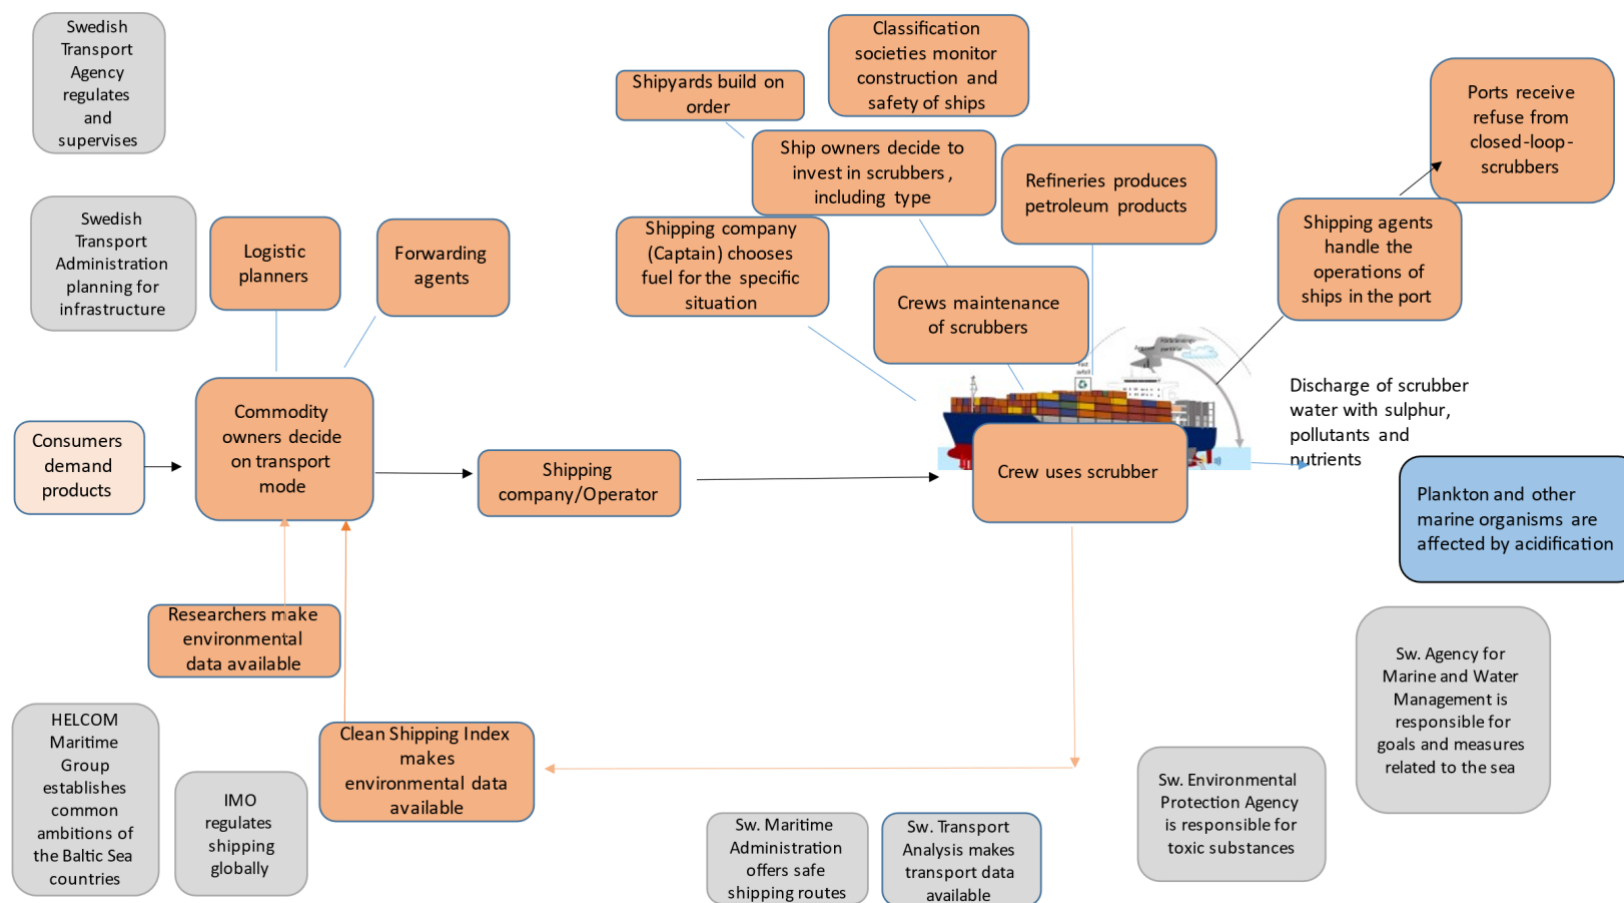 Swedish
Transport
Agency
regulates
and
supervises
Swedish
Transport
Administration
planning for
infrastructure
Logistic
planners
Forwarding
agents
Consumers
demand
products
Commodity
owners decide
on transport
mode
Shipping
company/Operator
Shipyards build on
order
Classification
societies monitor
construction and
safety of ships
Ship owners decide to
invest in scrubbers,
including type
Shipping company
(Captain) chooses
fuel for the specific
situation
Refineries produces
petroleum products
Crews maintenance
of scrubbers
Crew uses scrubber
Ports receive
refuse from
closed-loop-
scrubbers
Shipping agents
handle the
operations of
ships in the port
Discharge of scrubber
water with sulphur,
pollutants and
nutrients
Plankton and other
marine organisms are
affected by acidification
Researchers make
environmental
data available
Clean Shipping Index
makes
environmental data
available
HELCOM
Maritime
Group
establishes
common
ambitions of
the Baltic Sea
countries
IMO
regulates
shipping
globally
Sw. Maritime
Administration
offers safe
shipping routes
Sw. Transport
Analysis makes
transport data
available
Sw. Environmental
Protection Agency
is responsible for
toxic substances
Sw. Agency for
Marine and Water
Management is
responsible for
goals and measures
related to the sea